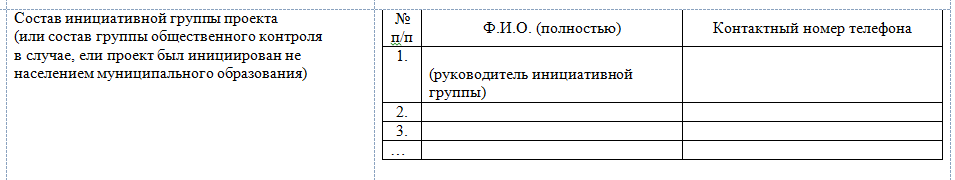 Состав инициативной группы проекта
(или состав группы общественного контроля
в случае, ели проект был инициирован не
населением муниципального образования)
№
п/п
Ф.И.О. (полностью)
Контактный номер телефона
1.
(руководитель инициативной
группы)
2.
3.
…